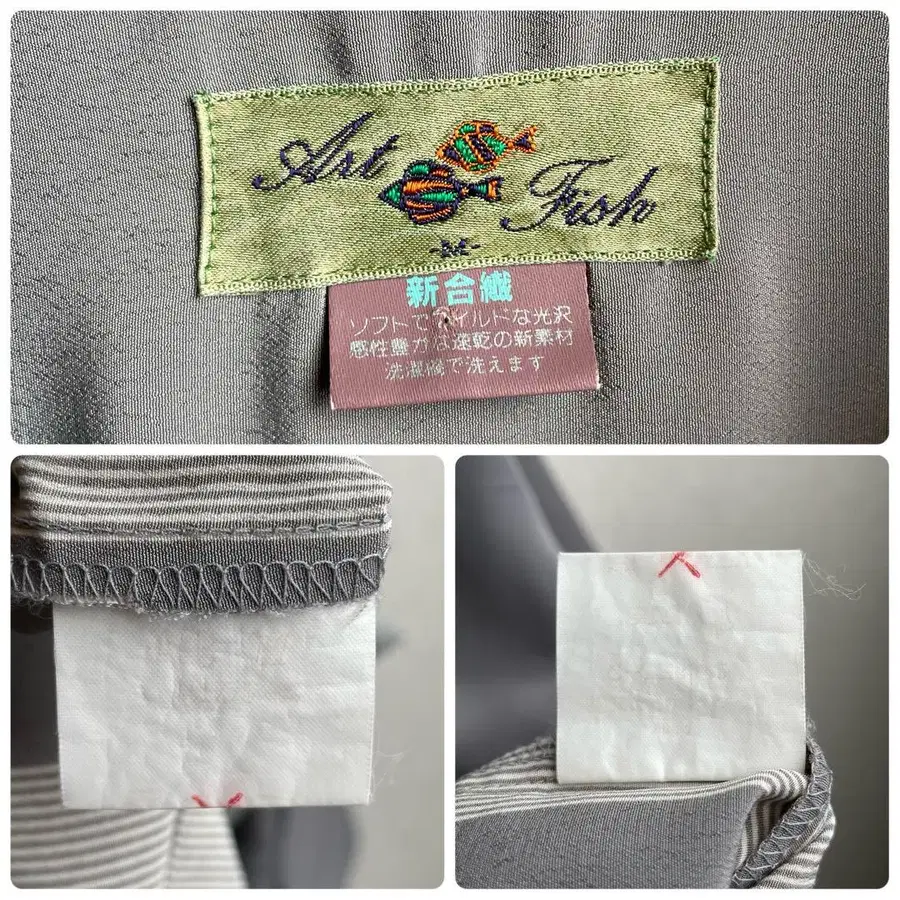 Art Fish
-M-
新合繊
ソフトでマイルドな光沢
感性豊かな速乾の新素材
洗濯機で洗えます